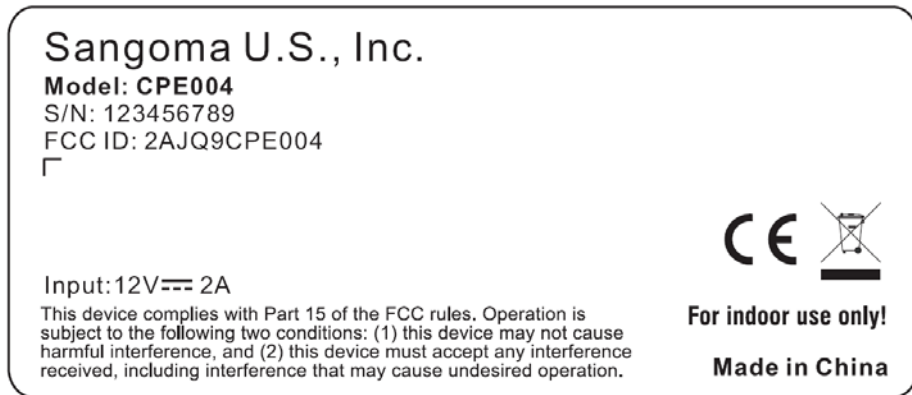 Sangoma U.S., Inc.
Model: CPE004
S/N: 123456789
FCC ID: 2AJQ9CPE004
CE
Input:12V⎓ 2A
This device complies with Part 15 of the FCC rules. Operation is
subject to the following two conditions: (1) this device may not cause
harmful interference, and (2) this device must accept any interference
received, including interference that may cause undesired operation.
For indoor use only!
Made in China